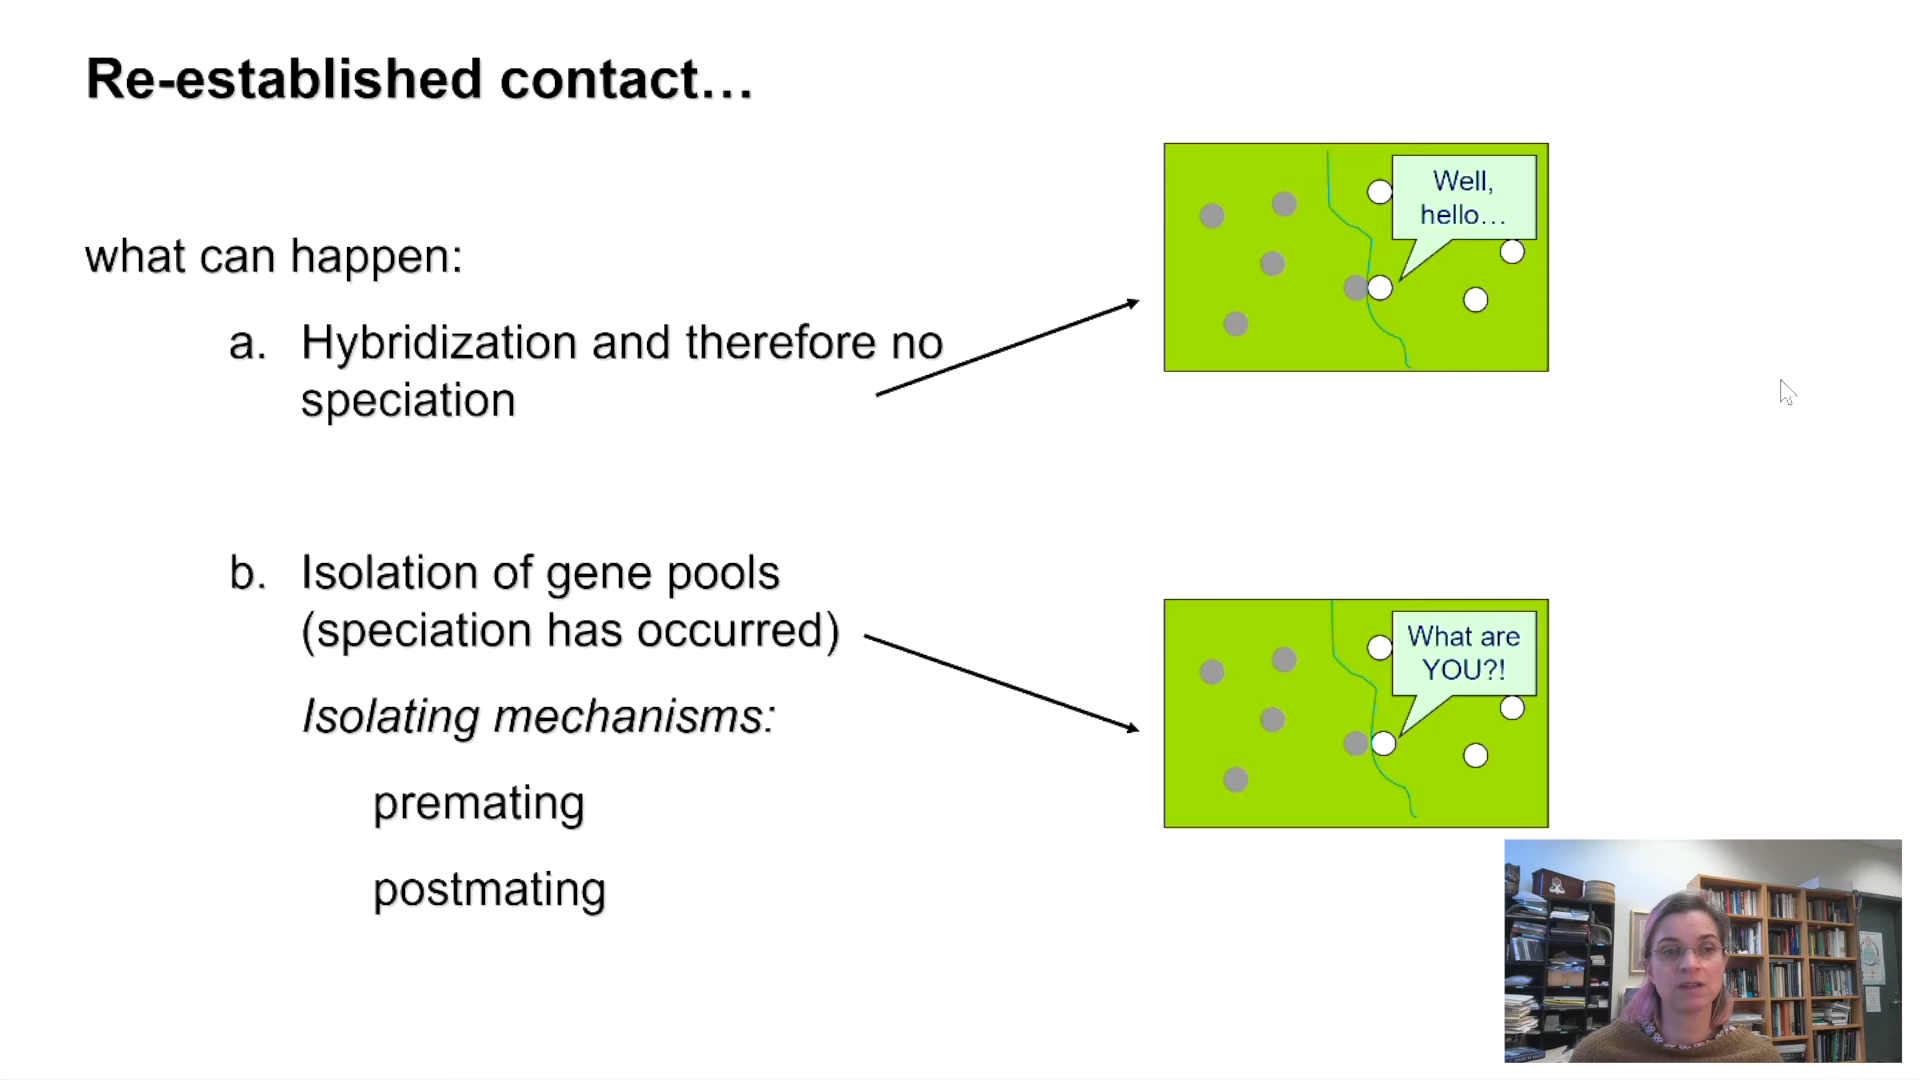 Re-established contact…
what can happen:
a. Hybridization and therefore no
speciation
Well,
hello…
b. Isolation of gene pools
(speciation has occurred)
What are
YOU?!
Isolating mechanisms:
premating
postmating